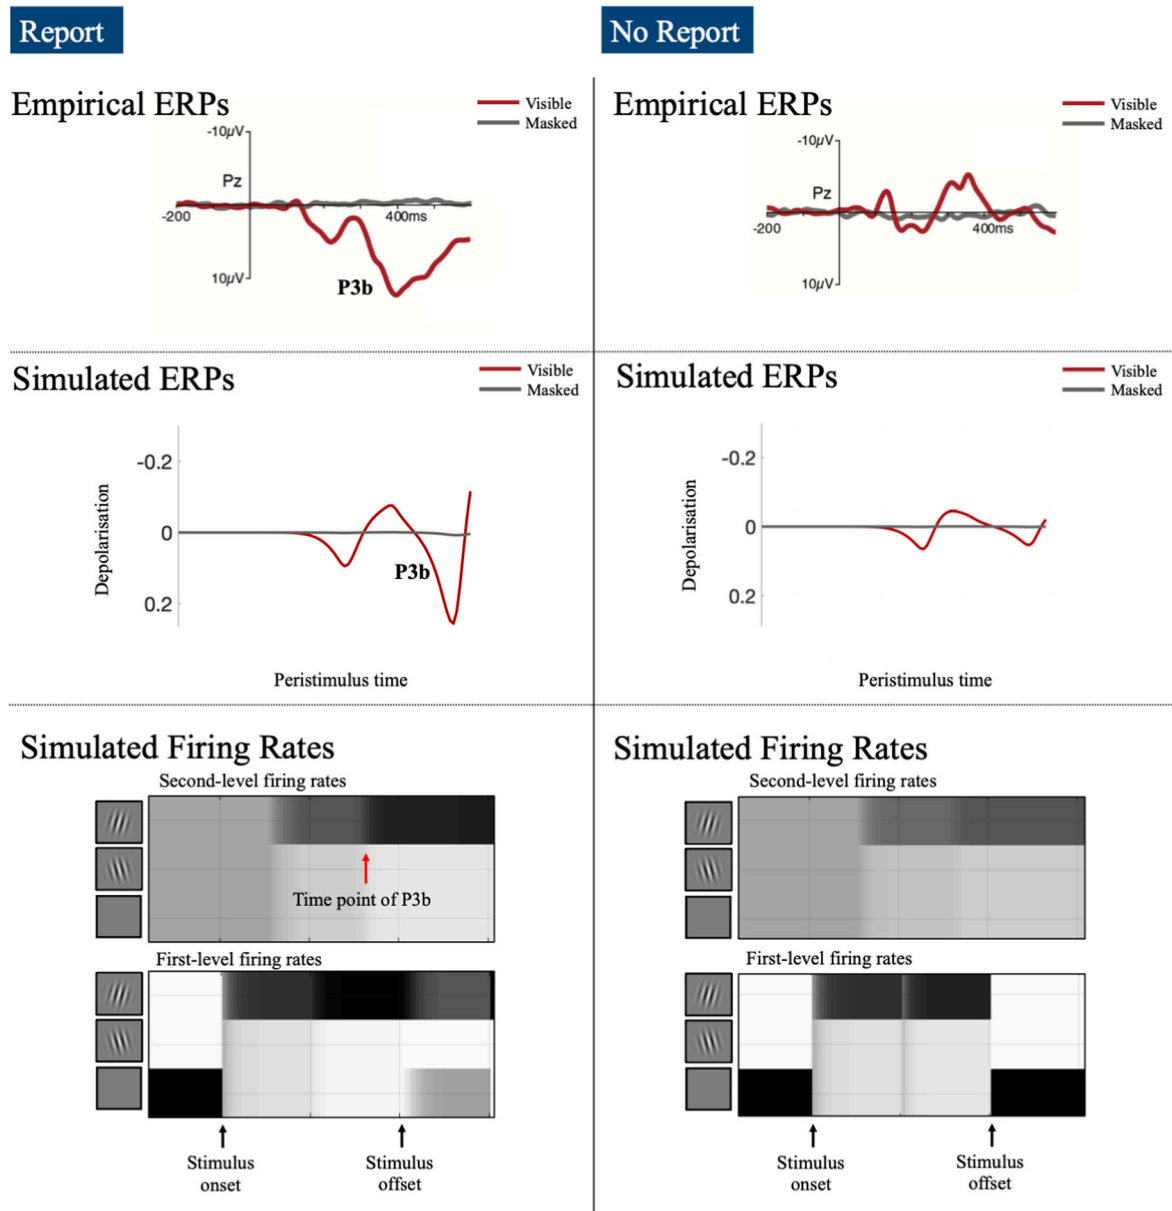 Report
No Report
Empirical ERPs
Visible
Masked
-10µV
Pz
-200
400ms
10µV
P3b
Empirical ERPs
Visible
Masked
-10µV
Pz
-200
400ms
10µV
Simulated ERPs
Visible
Masked
-0.2
0
0.2
Depolarisation
P3b
Peristimulus time
Simulated ERPs
Visible
Masked
-0.2
0
0.2
Depolarisation
Peristimulus time
Simulated Firing Rates
Second-level firing rates
Time point of P3b
First-level firing rates
Stimulus
onset
Stimulus
offset
Simulated Firing Rates
Second-level firing rates
First-level firing rates
Stimulus
onset
Stimulus
offset